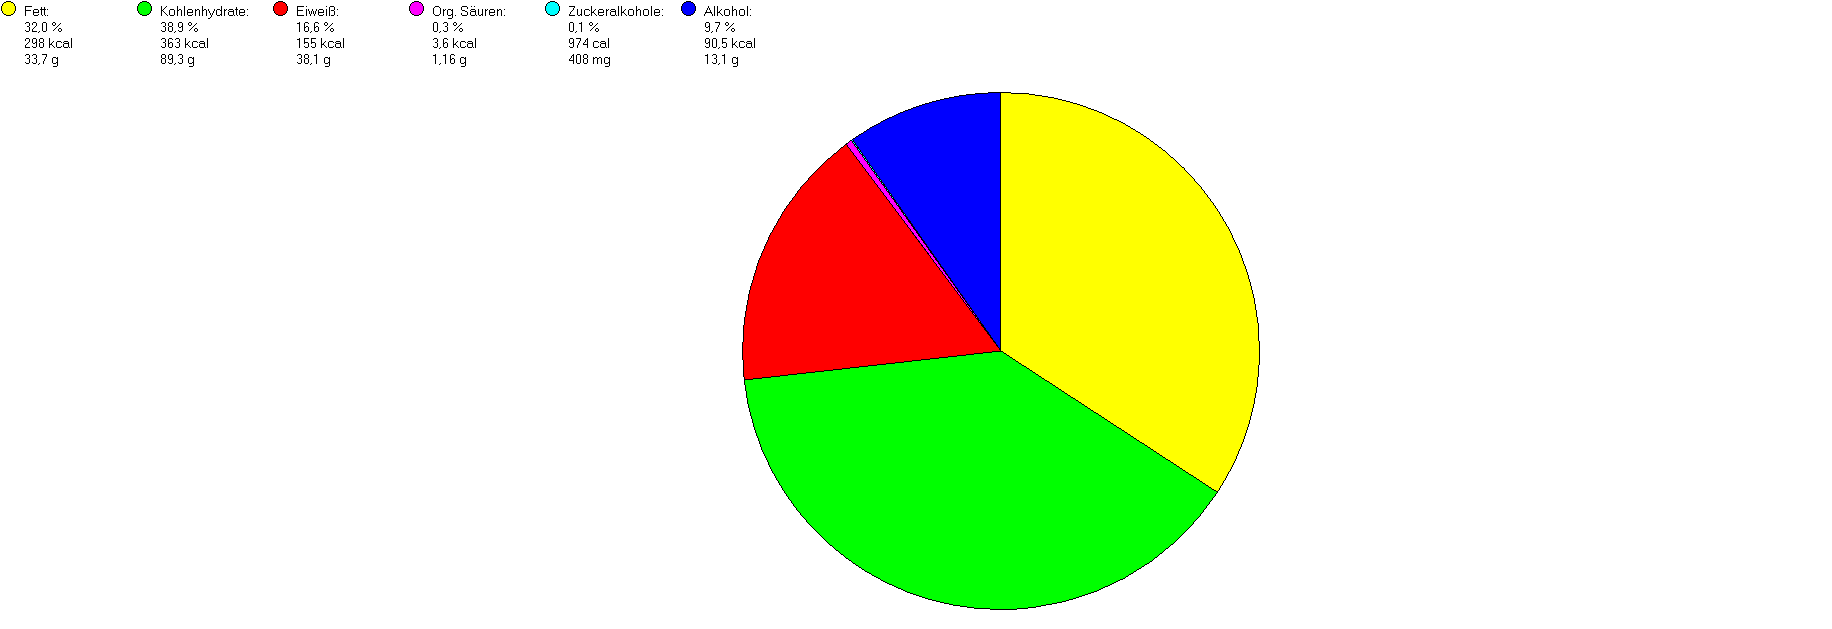 Fett:
32,0 %
298 kcal
33,7 g
Kohlenhydrate:
38,9 %
363 kcal
89,3 g
Eiweiß:
16,6 %
155 kcal
38,1 g
Org. Säuren:
0,3 %
3,6 kcal
1,16 g
Zuckeralkohole:
0,1 %
974 cal
408 mg
Alkohol:
9,7 %
90,5 kcal
13,1 g